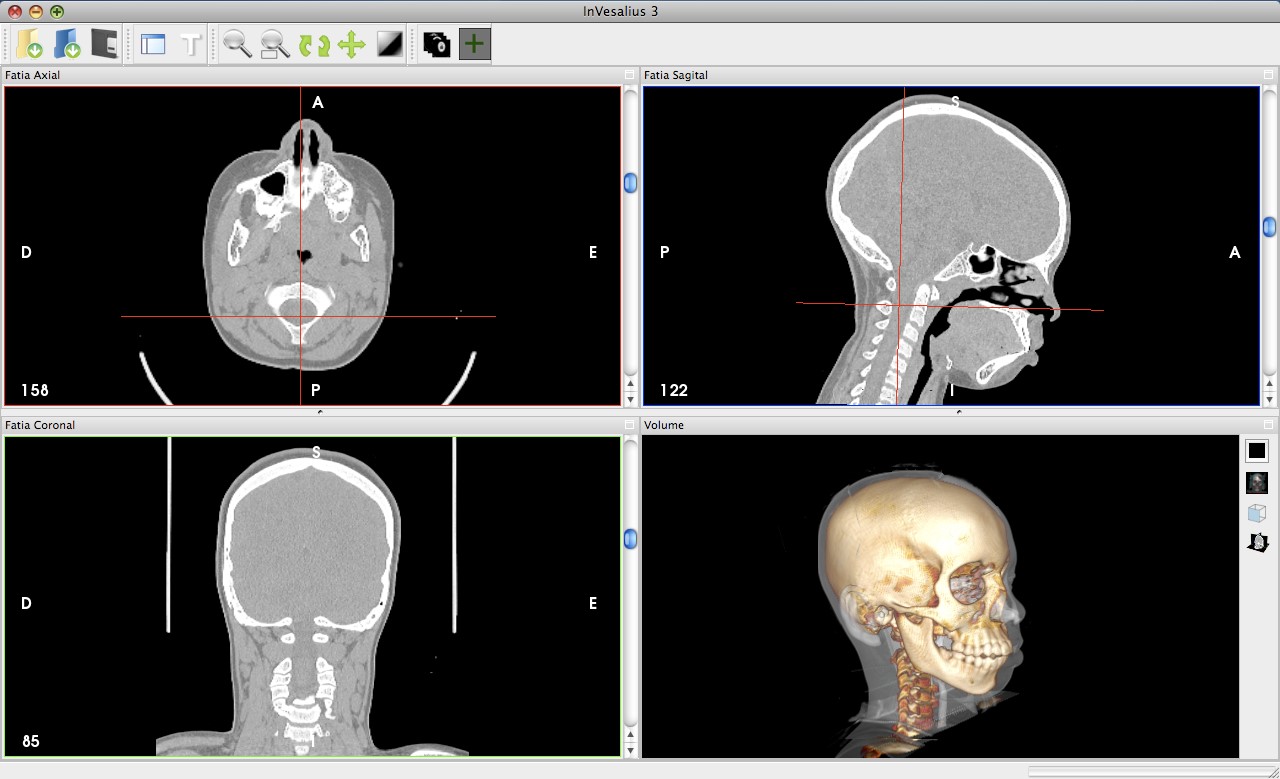 InVesalius 3
T
Fatia Axial
A
D
E
158
P
Fatia Sagital
S
P
A
122
I
Fatia Coronal
S
D
E
85
I
Volume